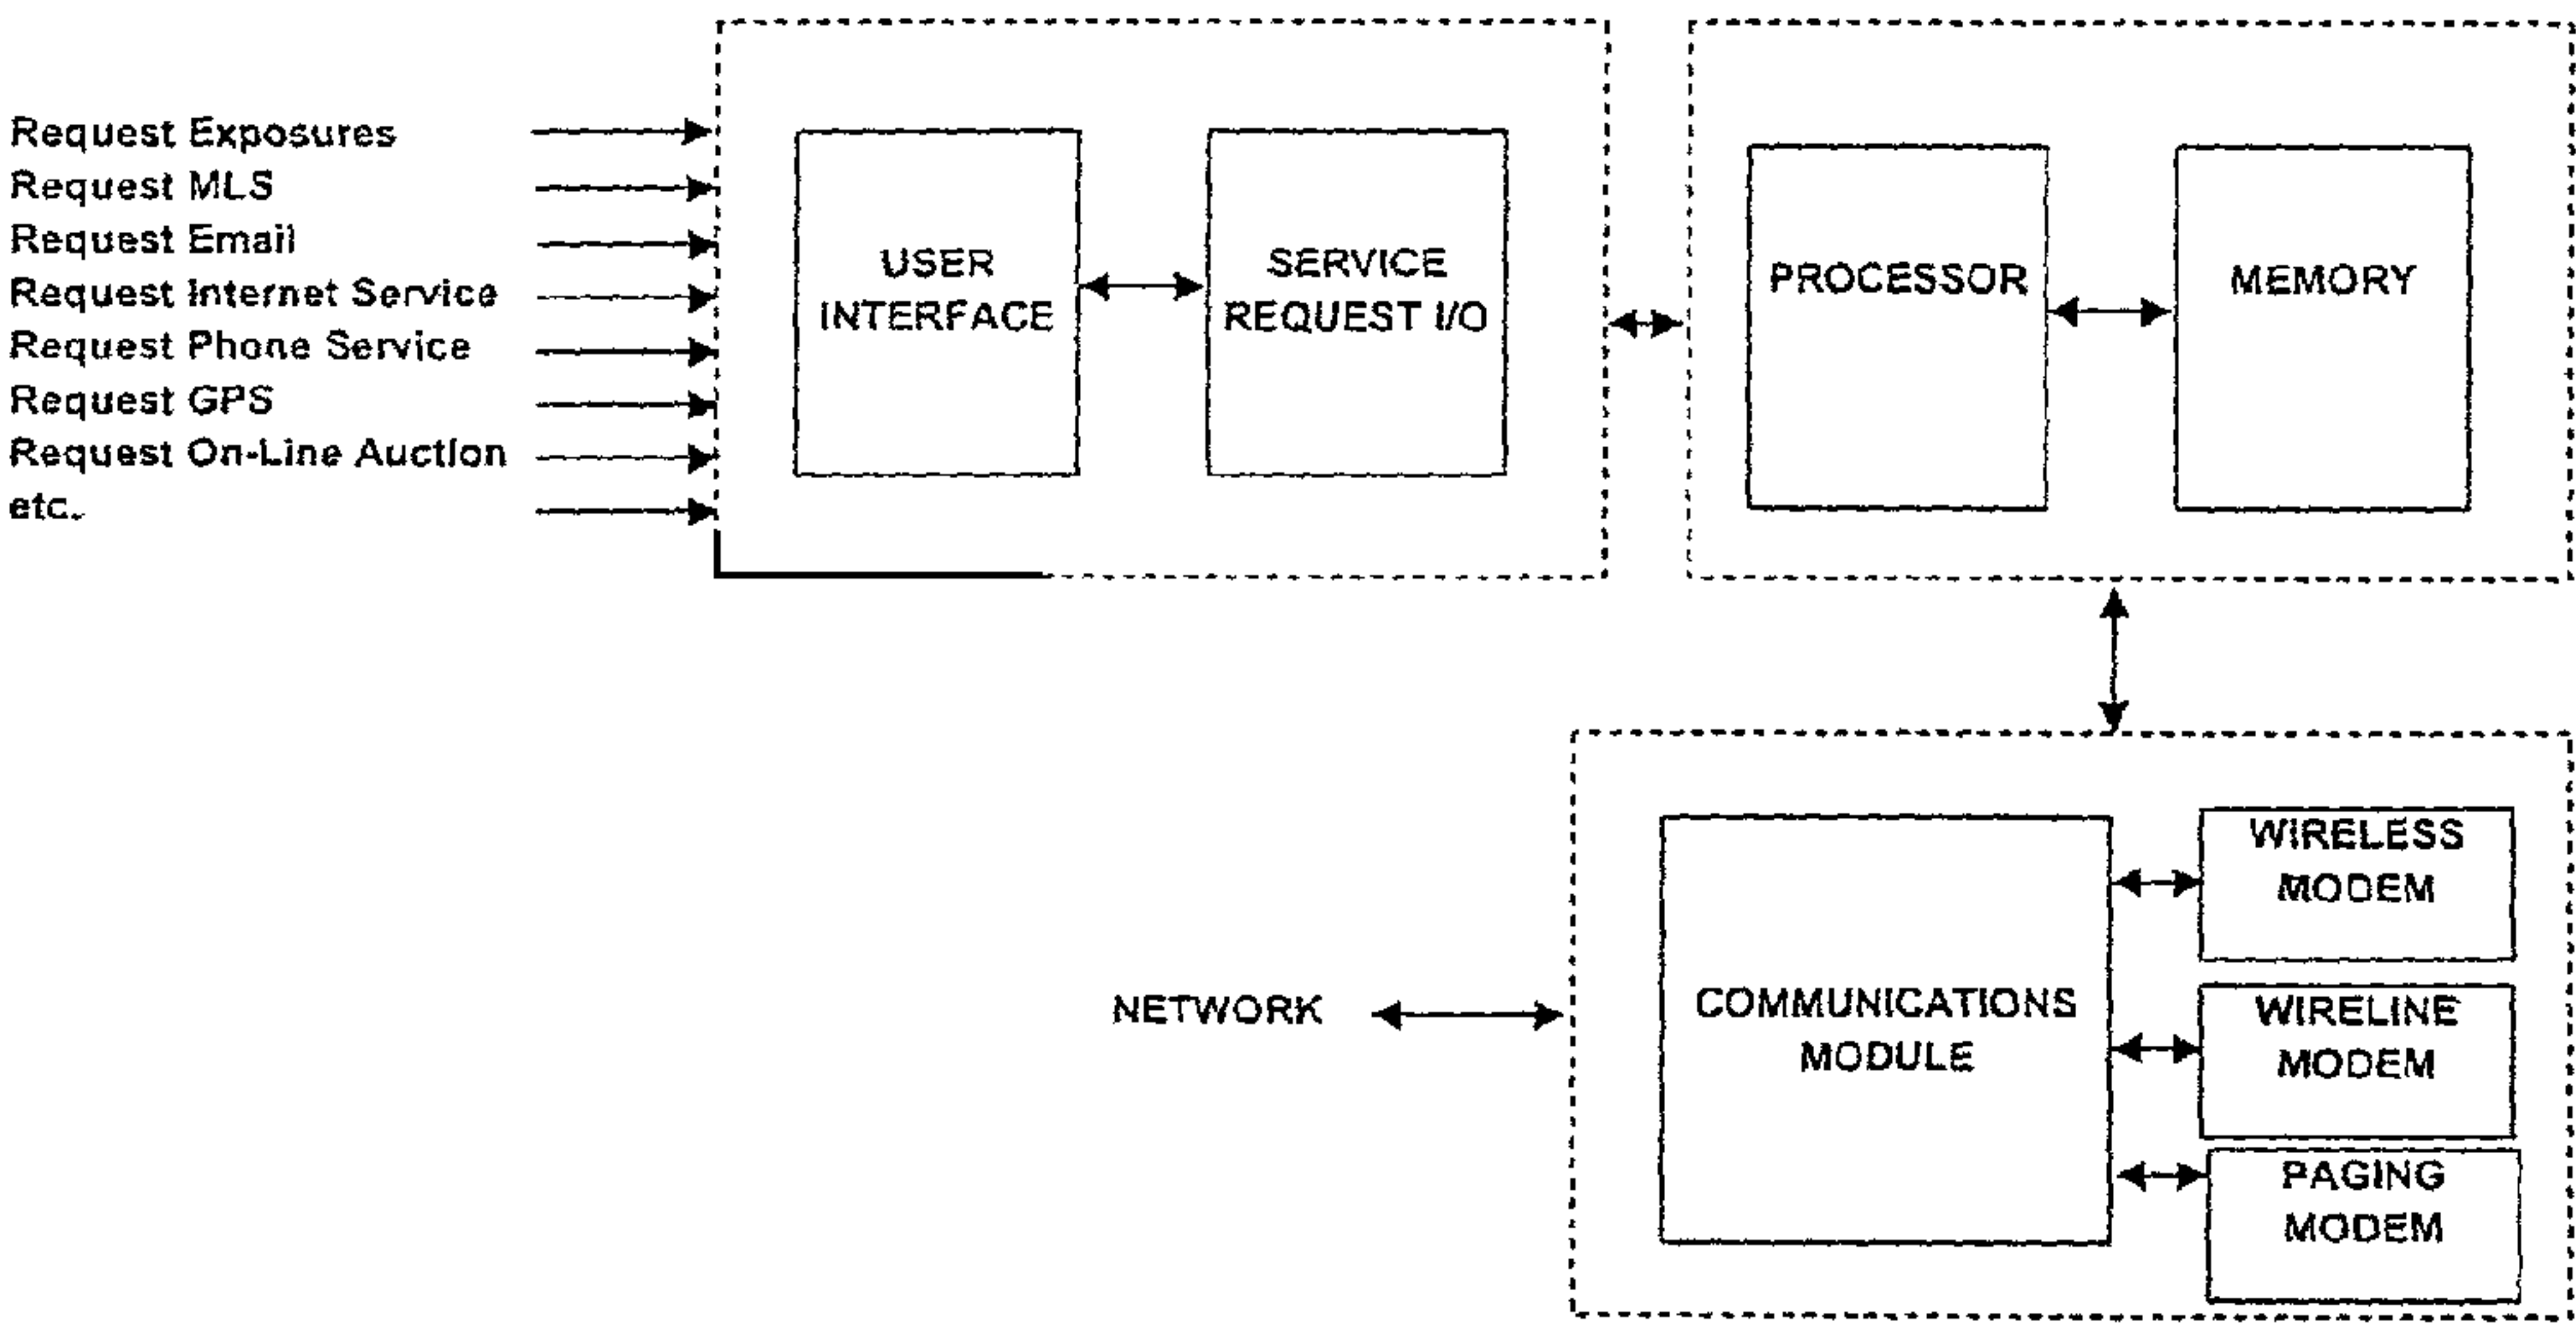 Request Exposures
Request MLS
Request Email
Request Internet Service
Request Phone Service
Request GPS
Request On-Line Auction
etc.
USER
INTERFACE
SERVICE
REQUEST I/O
PROCESSOR
MEMORY
NETWORK
COMMUNICATIONS
MODULE
WIRELESS
MODEM
WIRELINE
MODEM
PAGING
MODEM